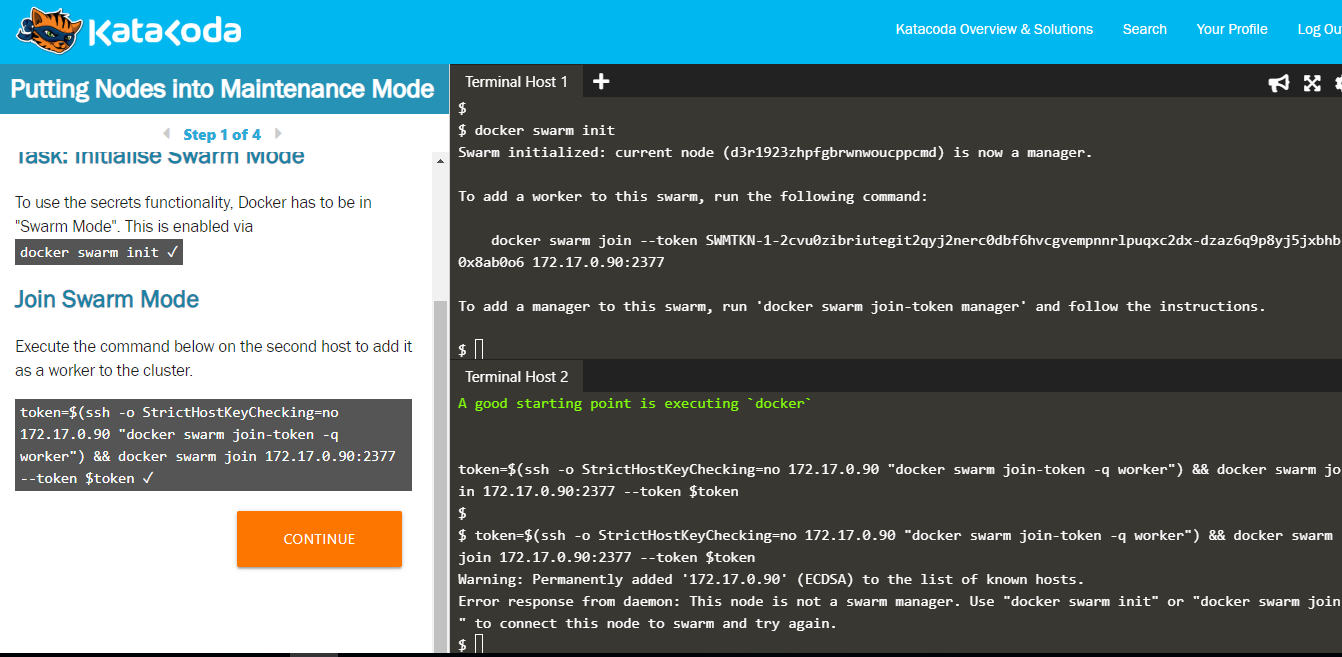 Katacoda
Katacoda Overview & Solutions
Search
Your Profile
Log Ou
Putting Nodes into Maintenance Mode
Step 1 of 4
Task: Initialise Swarm Mode
To use the secrets functionality, Docker has to be in
"Swarm Mode". This is enabled via
docker swarm init ✓
Join Swarm Mode
Execute the command below on the second host to add it
as a worker to the cluster.
token=$(ssh -o StrictHostKeyChecking=no
172.17.0.90 "docker swarm join-token -q
worker") && docker swarm join 172.17.0.90:2377
--token $token ✓
CONTINUE
Terminal Host 1
$
$ docker swarm init
Swarm initialized: current node (d3r1923zhpfgbrwnwoucppcmd) is now a manager.
To add a worker to this swarm, run the following command:
docker swarm join --token SWMTKN-1-2cvu0zibriutegit2qyj2nerc0dbf6hvcgvempnnrlpuqxc2dx-dzaz6q9p8yj5jxbhb
0x8ab0o6 172.17.0.90:2377
To add a manager to this swarm, run 'docker swarm join-token manager' and follow the instructions.
$
Terminal Host 2
A good starting point is executing `docker`
token=$(ssh -o StrictHostKeyChecking=no 172.17.0.90 "docker swarm join-token -q worker") && docker swarm jo
in 172.17.0.90:2377 --token $token
$
$ token=$(ssh -o StrictHostKeyChecking=no 172.17.0.90 "docker swarm join-token -q worker") && docker swarm
join 172.17.0.90:2377 --token $token
Warning: Permanently added '172.17.0.90' (ECDSA) to the list of known hosts.
Error response from daemon: This node is not a swarm manager. Use "docker swarm init" or "docker swarm join
" to connect this node to swarm and try again.
$